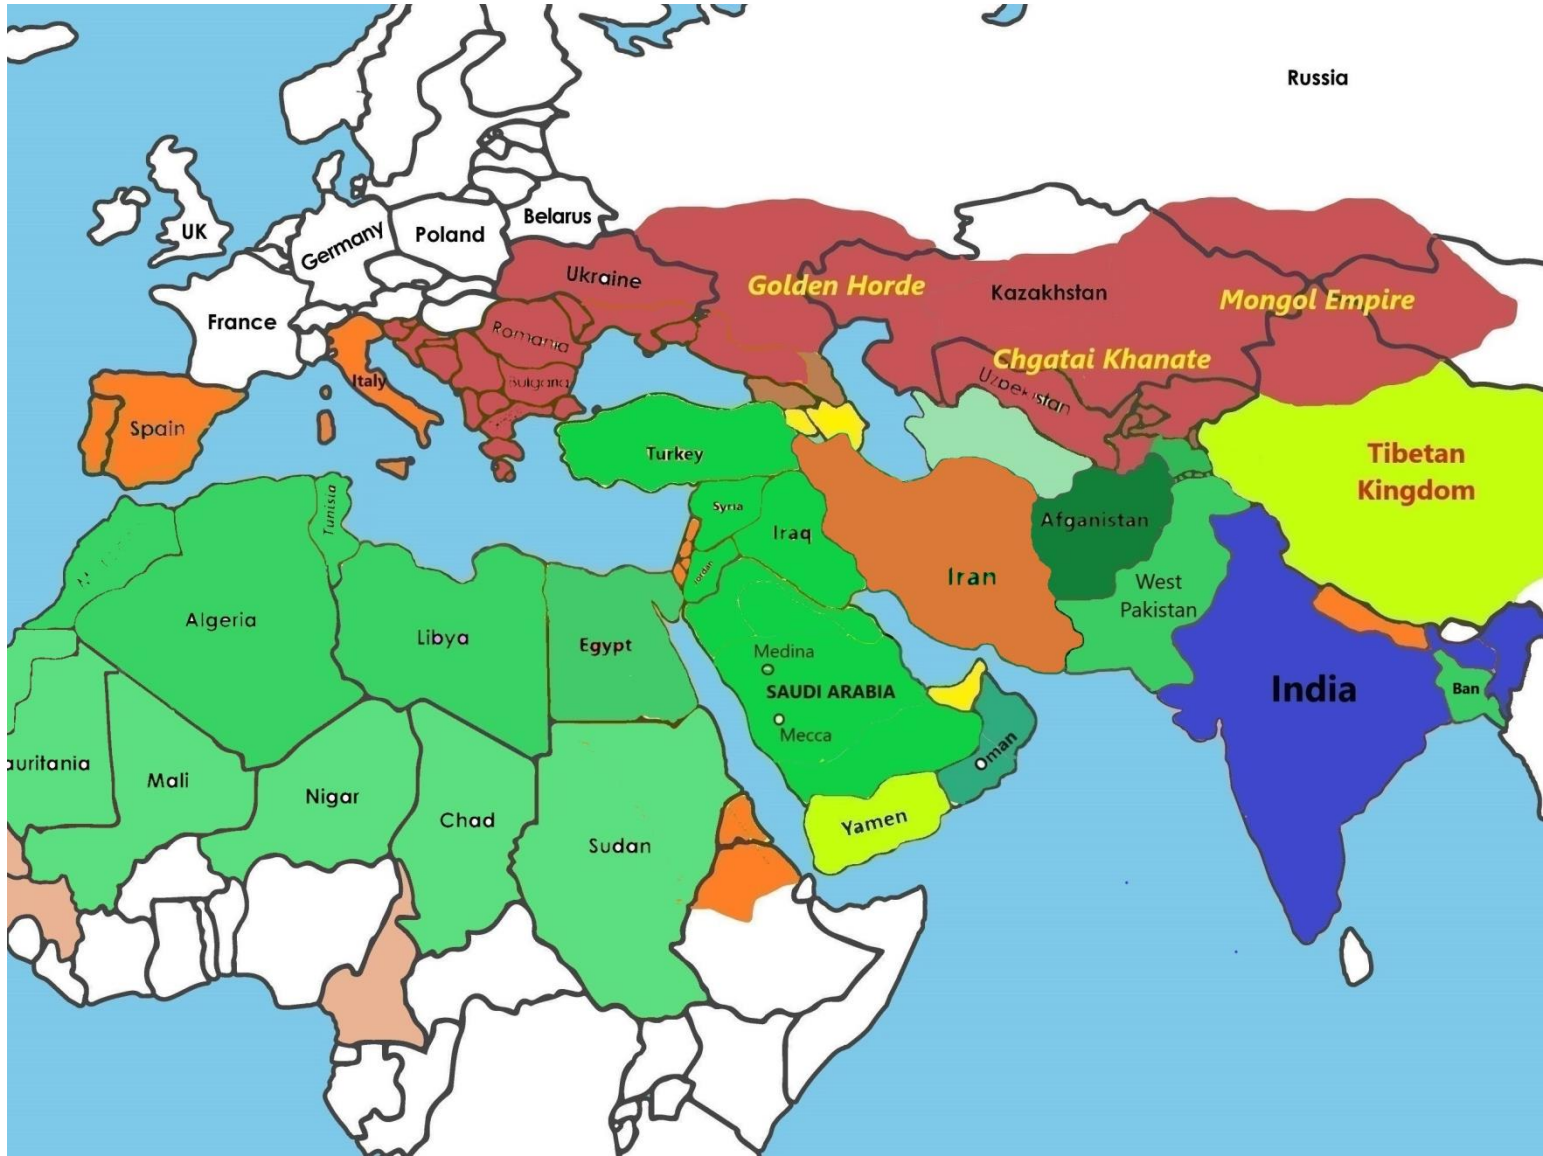 Russia
Belarus
UK
Poland
Germany
Ukraine
Golden Horde
Kazakhstan
Mongol Empire
France
Romania
Chgatai Khanate
Italy
Bulgaria
Uzbekistan
Spain
Turkey
Tibetan
Kingdom
Tunisia
Syria
Iraq
Afganistan
Jordan
Iran
West
Pakistan
Algeria
Libya
Egypt
Medina
SAUDI ARABIA
India
Ban
Mecca
Oman
auritania
Mali
Nigar
Chad
Yamen
Sudan